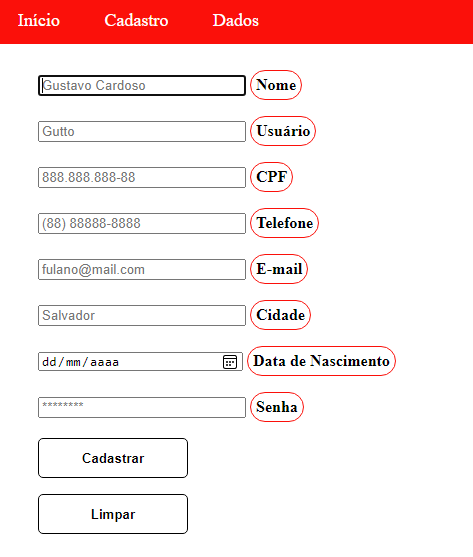 Início Cadastro Dados
Gustavo Cardoso Nome
Gutto Usuário
888.888.888-88 CPF
(88) 88888-8888 Telefone
fulano@mail.com E-mail
Salvador Cidade
dd/mm/aaaa Data de Nascimento
******** Senha
Cadastrar
Limpar